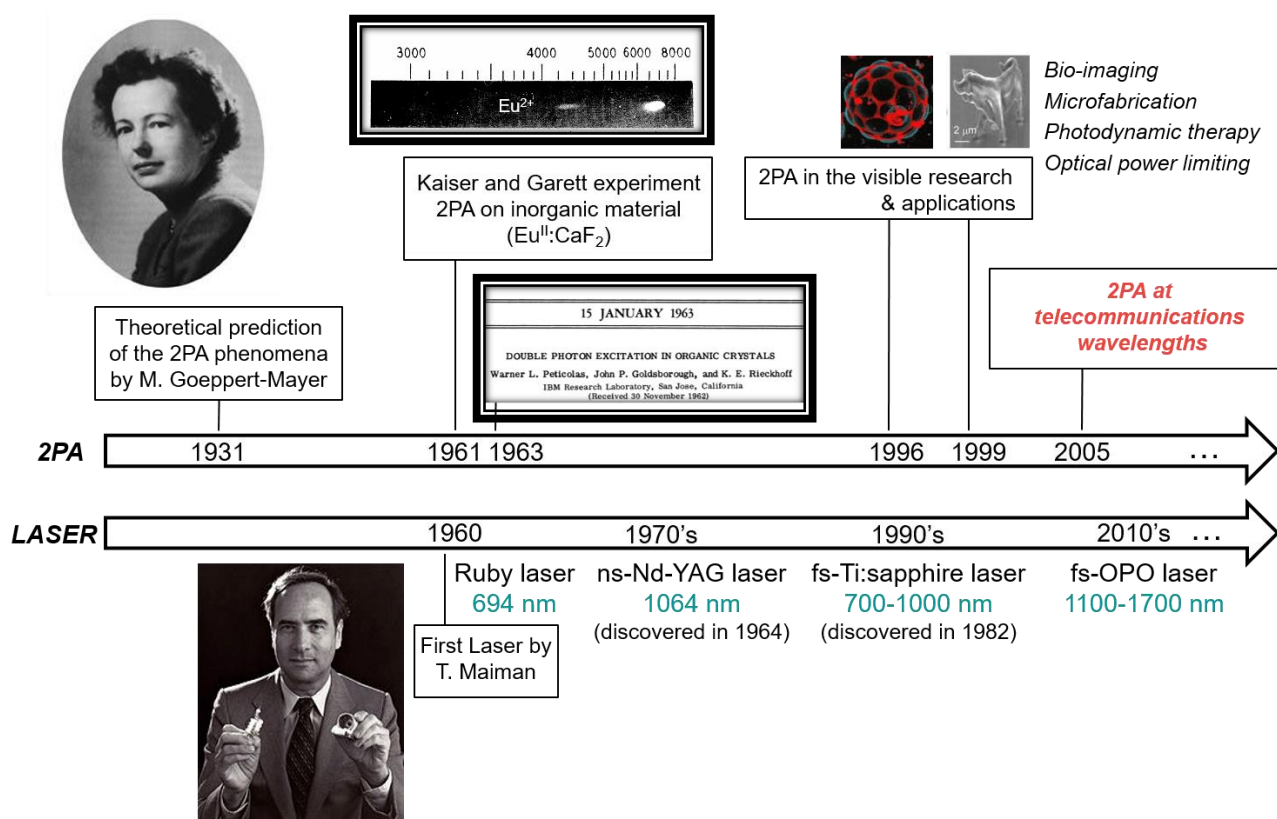 3000 4000 5000 6000 8000
Eu²⁺
2 μm
Bio-imaging
Microfabrication
Photodynamic therapy
Optical power limiting
Kaiser and Garett experiment
2PA on inorganic material
(Euᴵᴵ:CaF₂)
2PA in the visible research
& applications
2PA at
telecommunications
wavelengths
15 JANUARY 1963
DOUBLE PHOTON EXCITATION IN ORGANIC CRYSTALS
Warner L. Peticolas, John P. Goldsborough, and K. E. Rieckhoff
IBM Research Laboratory, San Jose, California
(Received 30 November 1962)
Theoretical prediction
of the 2PA phenomena
by M. Goeppert-Mayer
2PA 1931 1961 1963 1996 1999 2005 ...
LASER 1960 1970's 1990's 2010's ...
Ruby laser ns-Nd-YAG laser fs-Ti:sapphire laser fs-OPO laser
694 nm 1064 nm 700-1000 nm 1100-1700 nm
(discovered in 1964) (discovered in 1982)
First Laser by
T. Maiman